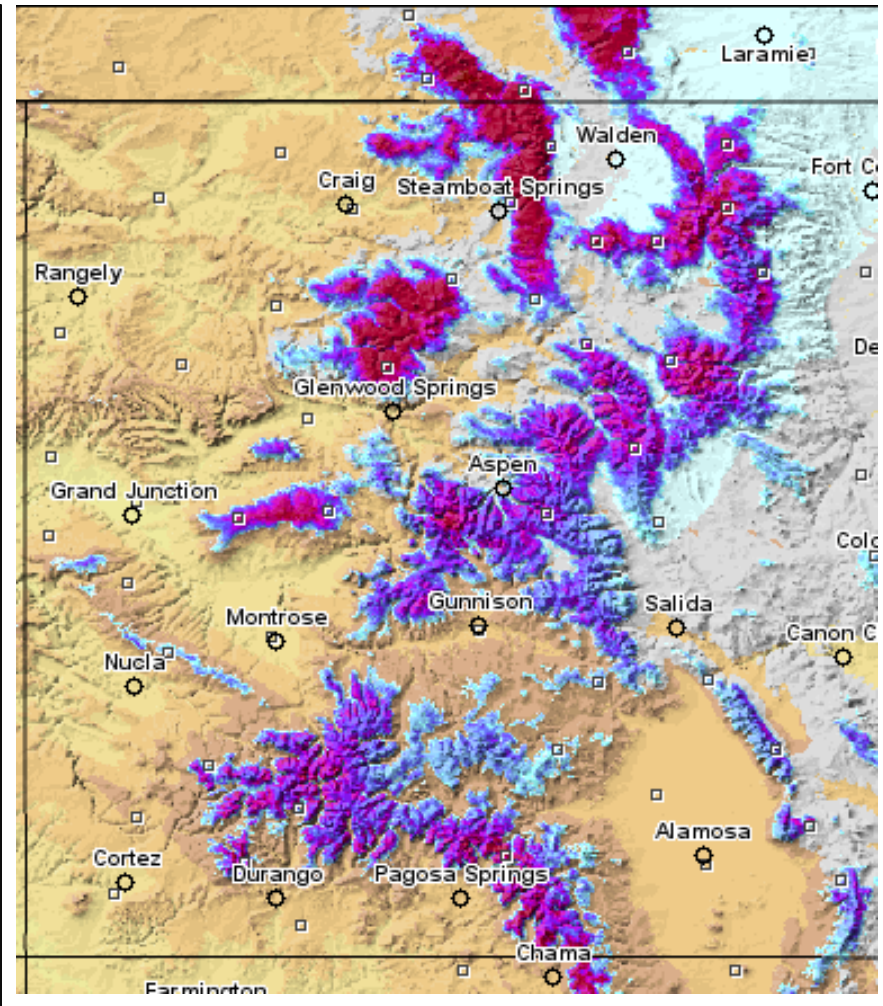 Laramie
Walden
Fort Co
Craig
Steamboat Springs
Rangely
De
Glenwood Springs
Aspen
Grand Junction
Colo
Gunnison
Salida
Montrose
Canon C
Nucla
Alamosa
Cortez
Durango
Pagosa Springs
Chama
Farmington